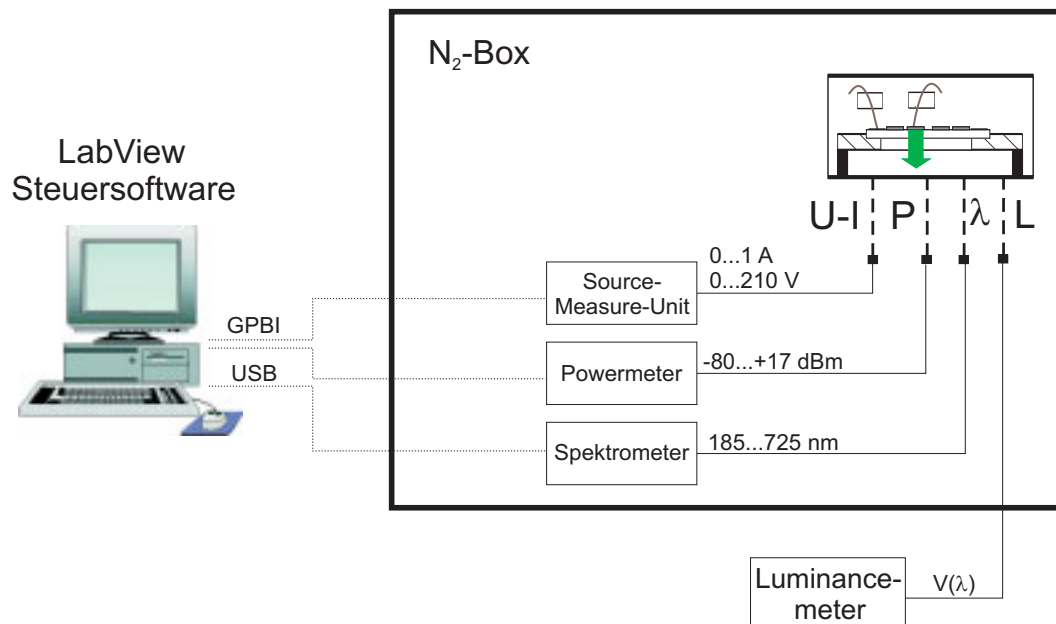 N₂-Box
LabView
Steuersoftware
U-I P λ L
0...1 A
0...210 V
Source-
Measure-Unit
GPBI
Powermeter
-80...+17 dBm
USB
Spektrometer
185...725 nm
Luminance-
meter
V(λ)